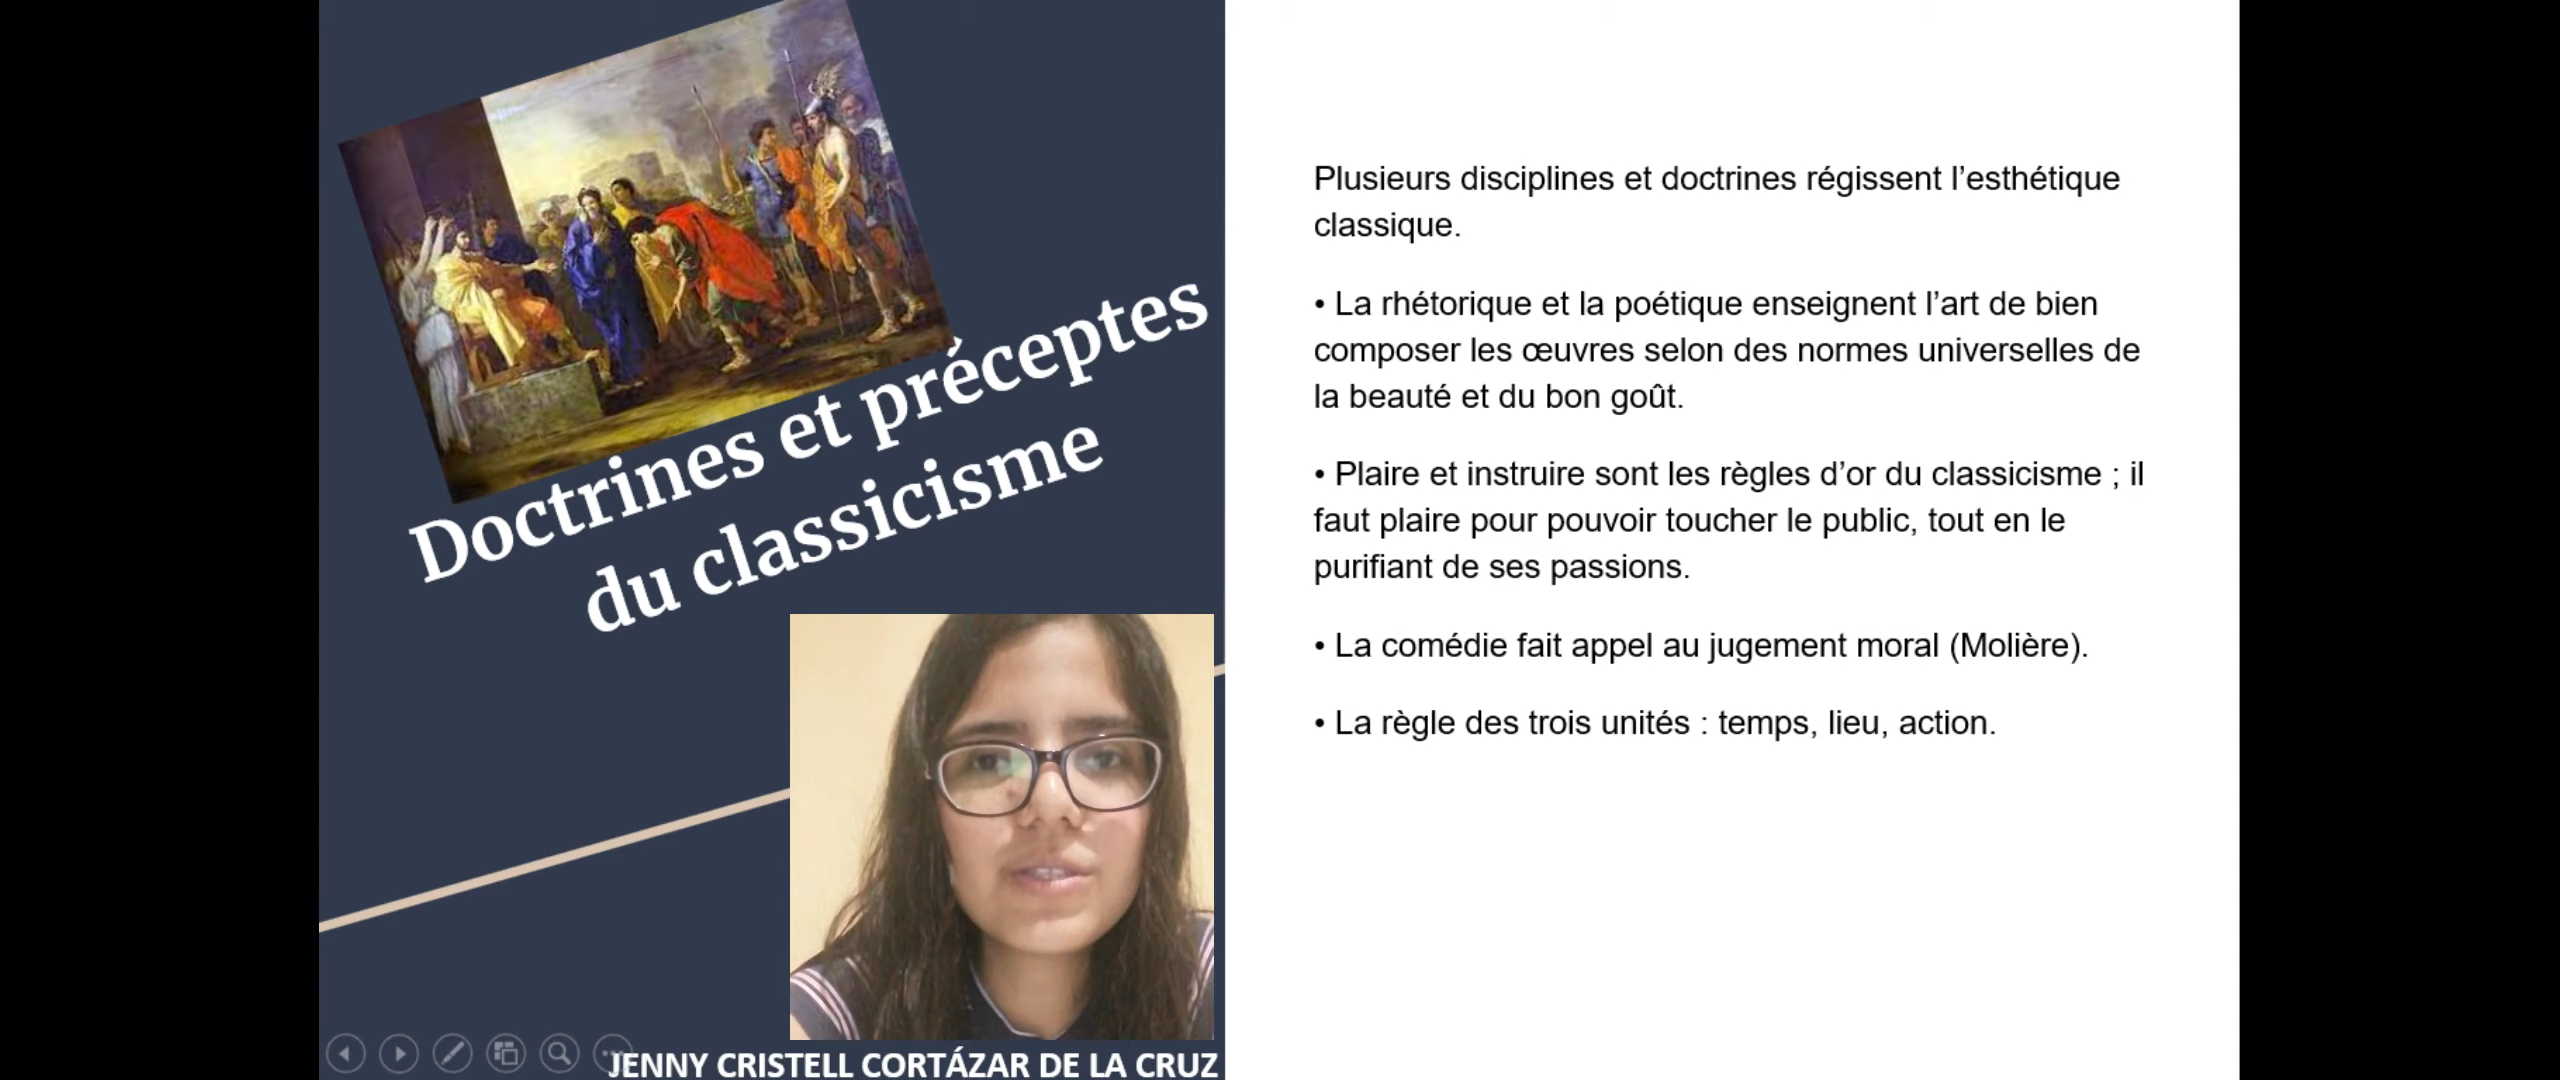 Doctrines et préceptes
du classicisme
JENNY CRISTELL CORTÁZAR DE LA CRUZ
Plusieurs disciplines et doctrines régissent l’esthétique
classique.
• La rhétorique et la poétique enseignent l’art de bien
composer les œuvres selon des normes universelles de
la beauté et du bon goût.
• Plaire et instruire sont les règles d’or du classicisme ; il
faut plaire pour pouvoir toucher le public, tout en le
purifiant de ses passions.
• La comédie fait appel au jugement moral (Molière).
• La règle des trois unités : temps, lieu, action.